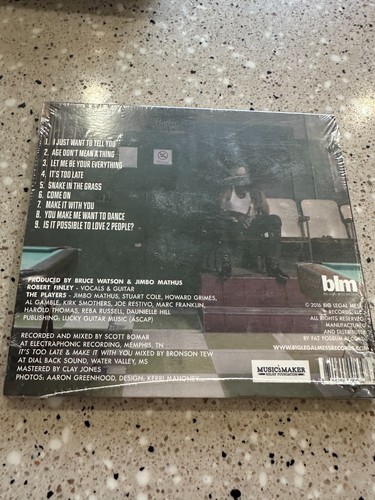 1. I JUST WANT TO TELL YOU
2. AGE DON'T MEAN A THING
3. LET ME BE YOUR EVERYTHING
4. IT'S TOO LATE
5. SNAKE IN THE GRASS
6. COME ON
7. MAKE IT WITH YOU
8. YOU MAKE ME WANT TO DANCE
9. IS IT POSSIBLE TO LOVE 2 PEOPLE?
PRODUCED BY BRUCE WATSON & JIMBO MATHUS
ROBERT FINLEY - VOCALS & GUITAR
THE PLAYERS - JIMBO MATHUS, STUART COLE, HOWARD GRIMES,
AL GAMBLE, KIRK SMOTHERS, JOE RESTIVO, MARC FRANKLIN,
HAROLD THOMAS, REBA RUSSELL, DAUNIELLE HILL
PUBLISHING: LUCKY GUITAR MUSIC (ASCAP)
RECORDED AND MIXED BY SCOTT BOMAR
AT ELECTRAPHONIC RECORDING, MEMPHIS, TN
IT'S TOO LATE & MAKE IT WITH YOU MIXED BY BRONSON TEW
AT DIAL BACK SOUND, WATER VALLEY, MS
MASTERED BY CLAY JONES
PHOTOS: AARON GREENHOOD, DESIGN: KERRI MAHONEY
blm
© 2016 BIG LEGAL MESS
RECORDS, LLC
ALL RIGHTS RESERVED.
MANUFACTURED
AND DISTRIBUTED
BY FAT POSSUM
WWW.BIGLEGALMESSRECORDS.COM
MUSIC MAKER
RELIEF FOUNDATION